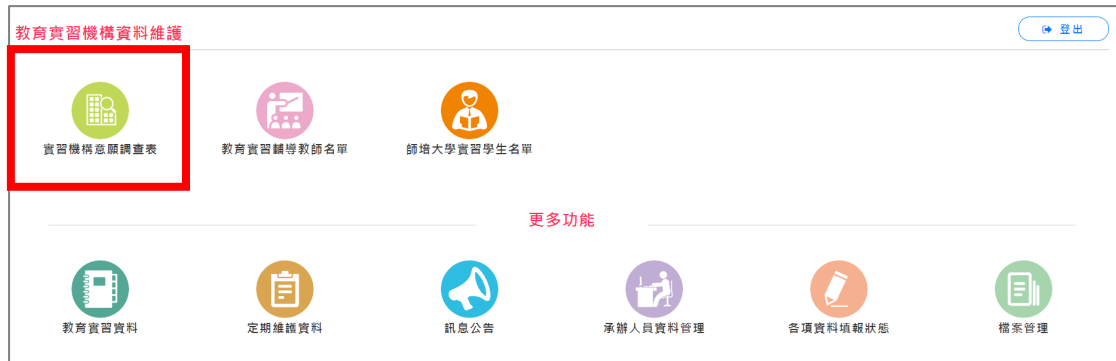 教育實習機構資料維護
登出
實習機構意願調查表
教育實習輔導教師名單
師培大學實習學生名單
更多功能
教育實習資料
定期維護資料
訊息公告
承辦人員資料管理
各項資料填報狀態
檔案管理